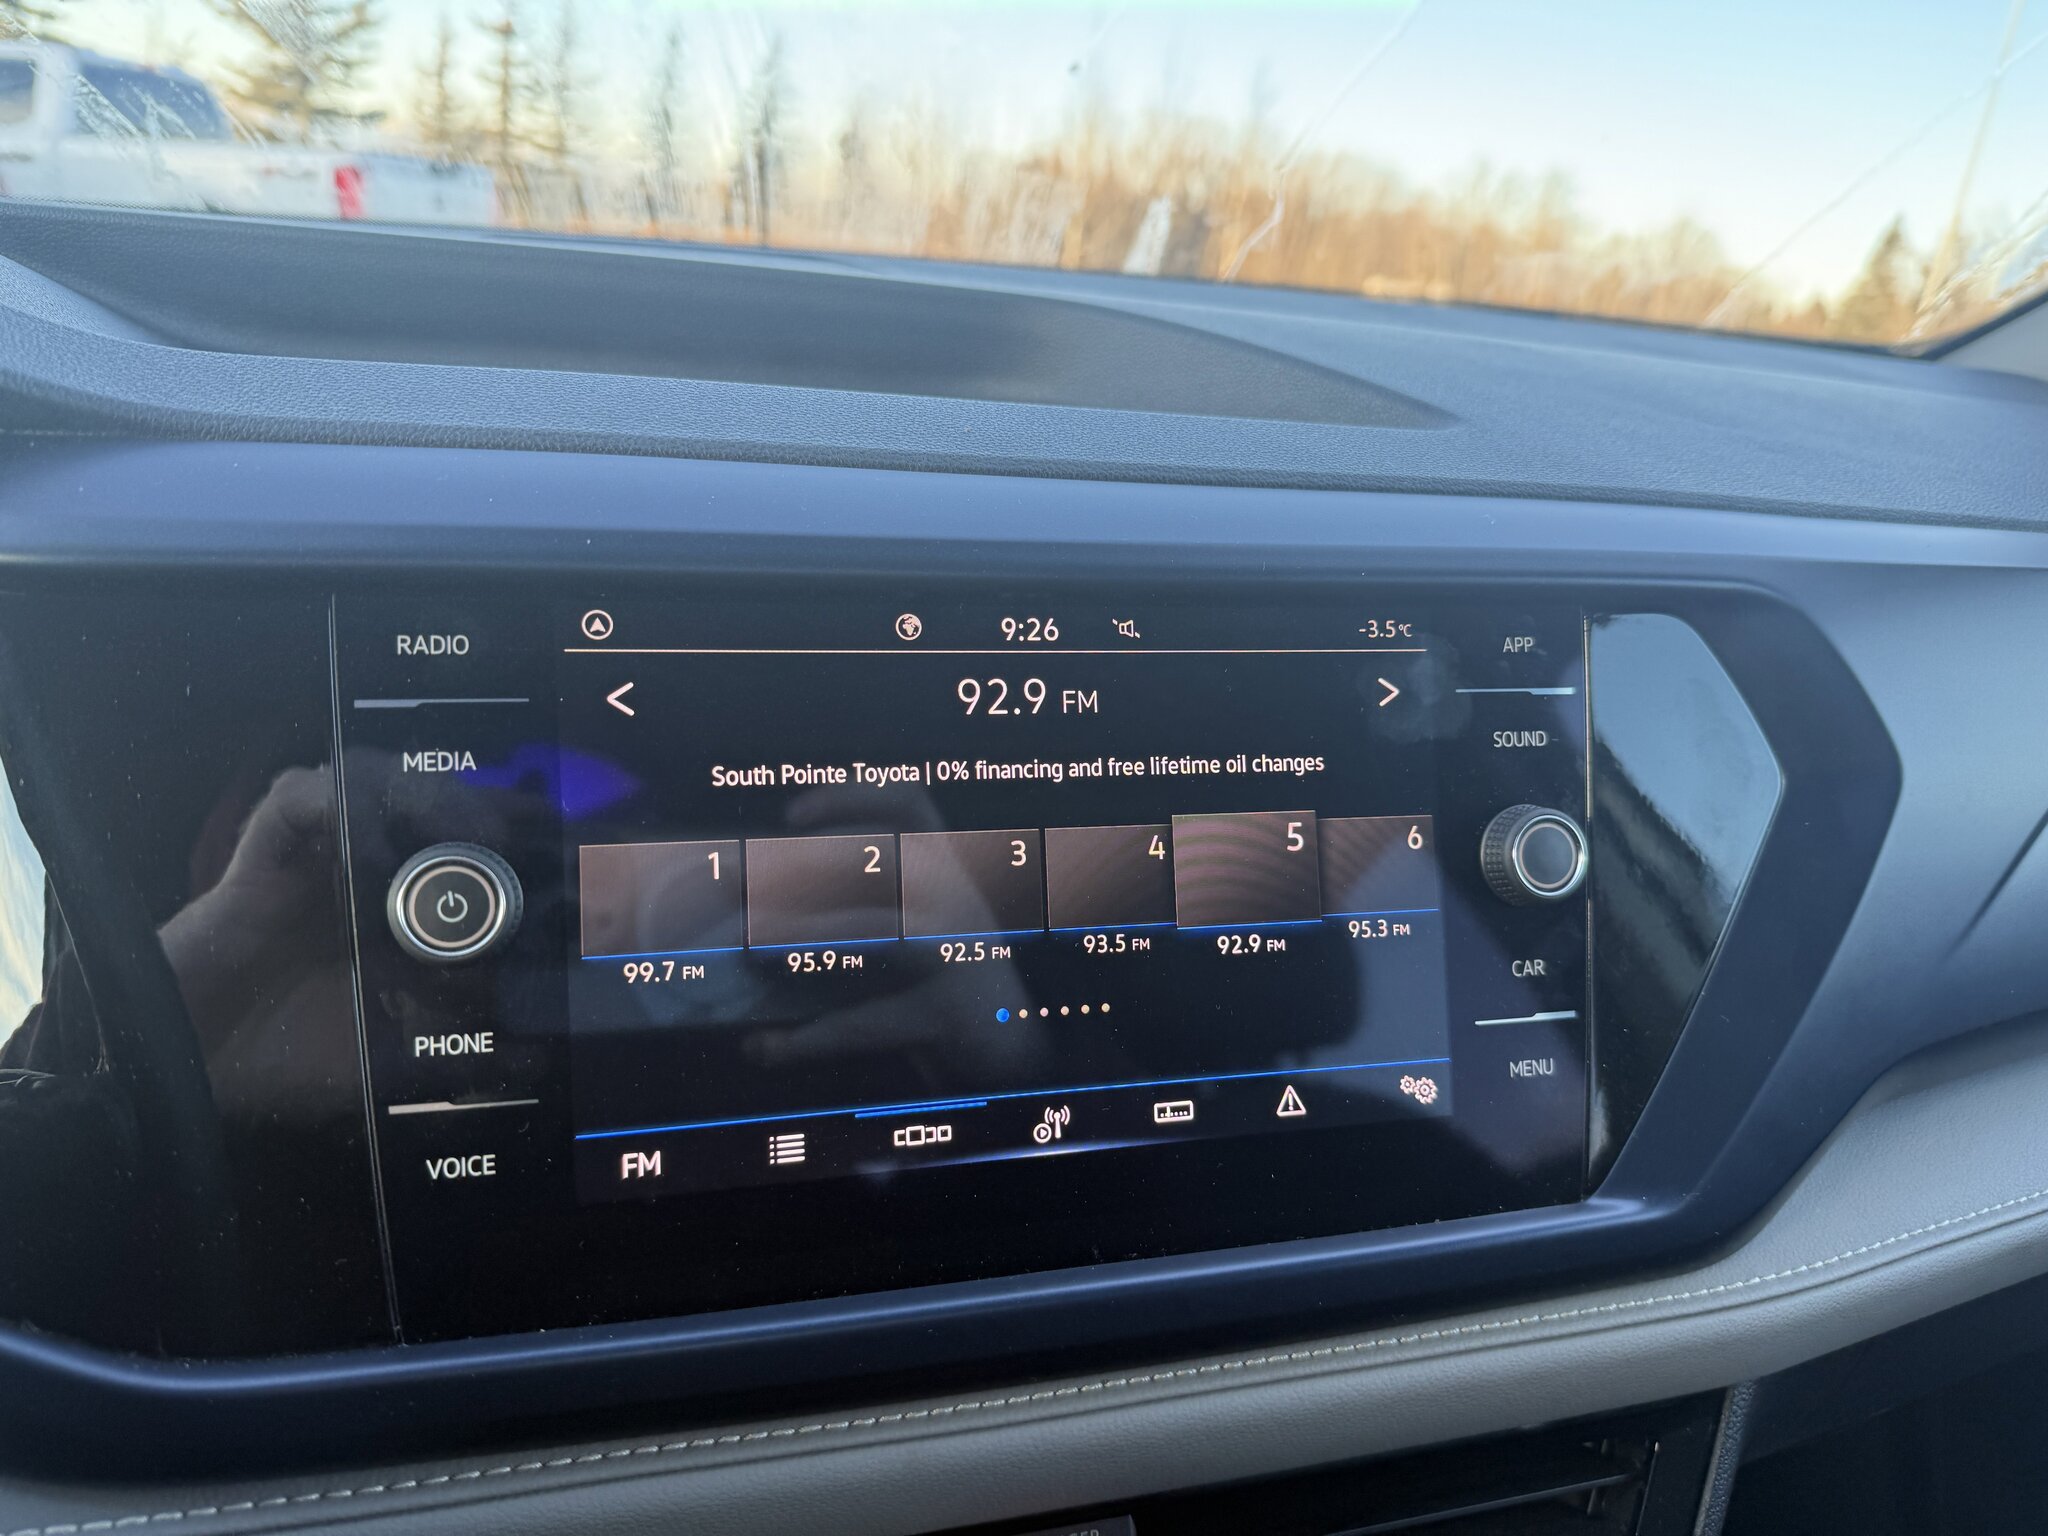 RADIO
MEDIA
PHONE
VOICE
9:26
-3.5°C
< 92.9 FM >
South Pointe Toyota | 0% financing and free lifetime oil changes
1 2 3 4 5 6
99.7 FM 95.9 FM 92.5 FM 93.5 FM 92.9 FM 95.3 FM
FM
APP
SOUND
CAR
MENU